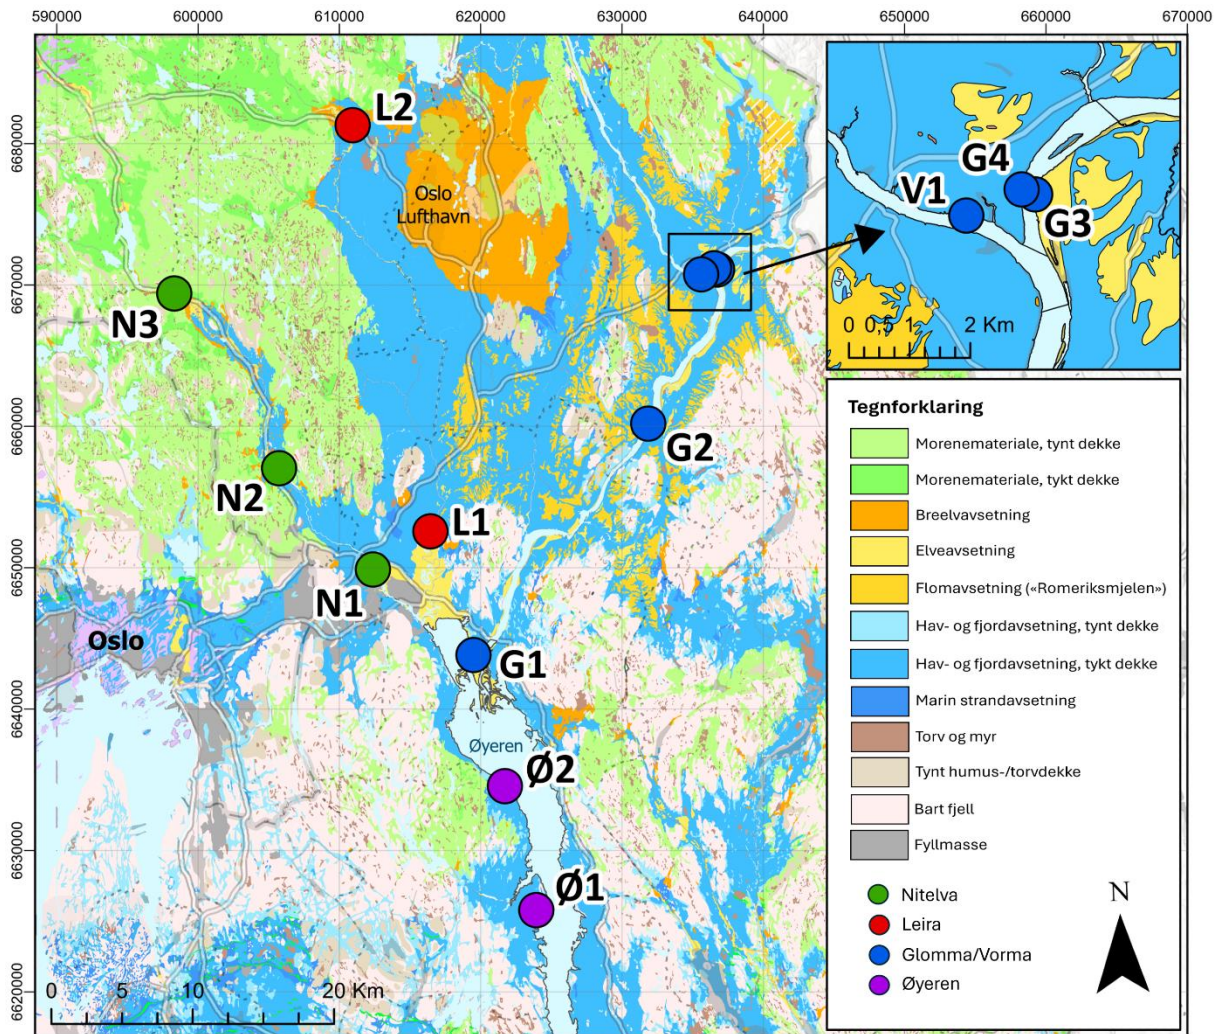 590000 600000 610000 620000 630000 640000 650000 660000 670000
6680000
6670000
6660000
6650000
6640000
6630000
6620000
L2
Oslo
Lufthavn
N3
G2
N2
L1
N1
Oslo
G1
Øyeren
Ø2
Ø1
0 5 10 20 Km
G4
V1
G3
0 0,5 1 2 Km
Tegnforklaring
Morenemateriale, tynt dekke
Morenemateriale, tykt dekke
Breelvavsetning
Elveavsetning
Flomavsetning («Romeriksmjelen»)
Hav- og fjordavsetning, tynt dekke
Hav- og fjordavsetning, tykt dekke
Marin strandavsetning
Torv og myr
Tynt humus-/torvdekke
Bart fjell
Fyllmasse
Nitelva
Leira
Glomma/Vorma
Øyeren
N